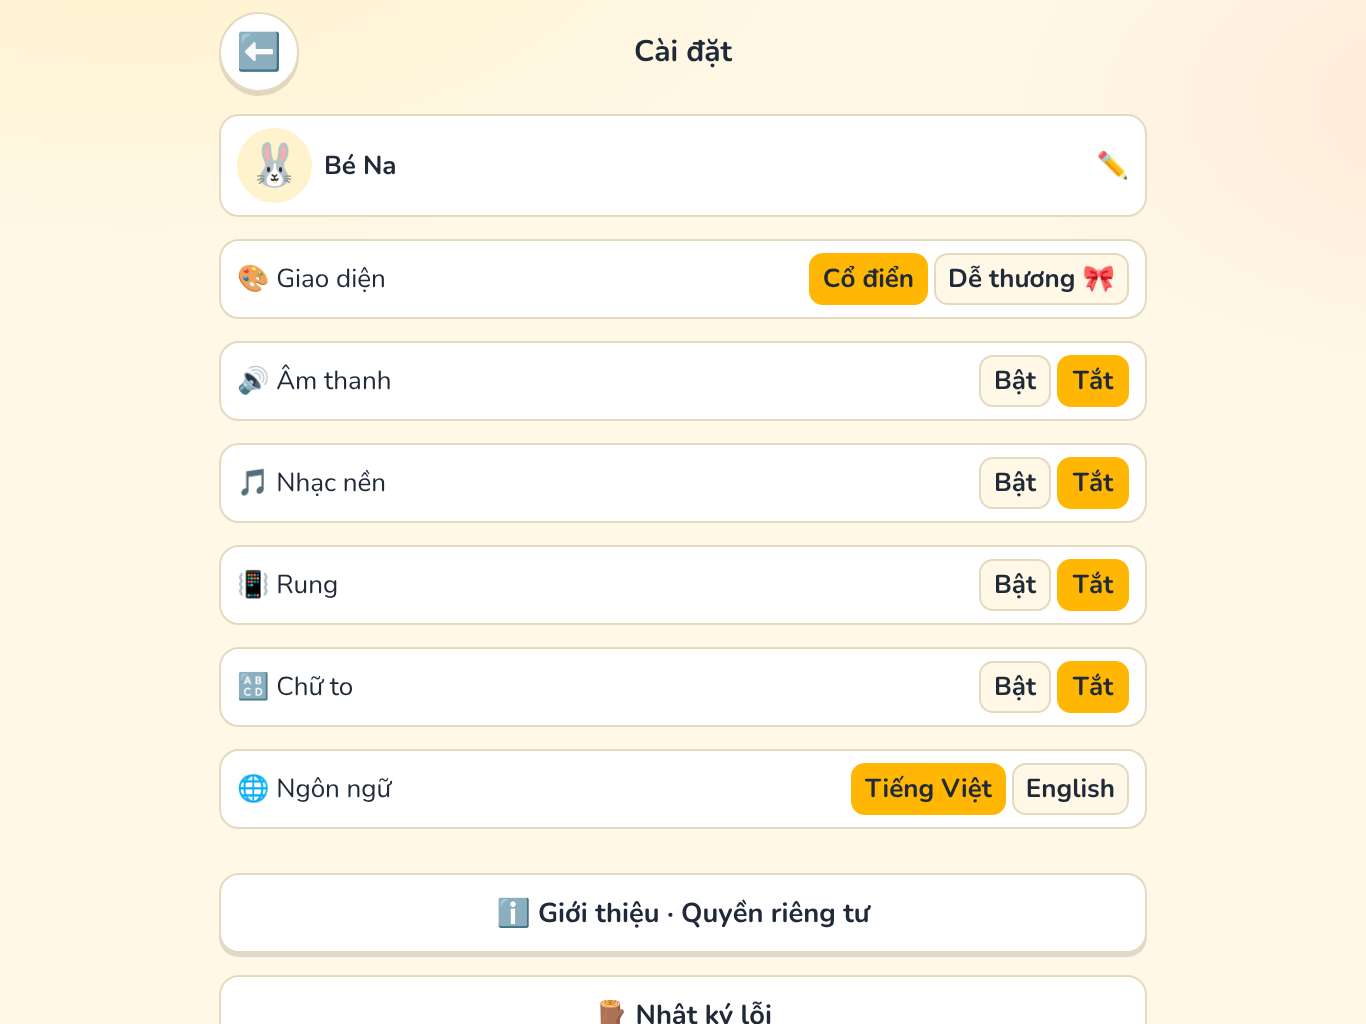 Cài đặt
Bé Na
Giao diện Cổ điển Dễ thương
Âm thanh Bật Tắt
Nhạc nền Bật Tắt
Rung Bật Tắt
Chữ to Bật Tắt
Ngôn ngữ Tiếng Việt English
Giới thiệu · Quyền riêng tư
Nhật ký lỗi